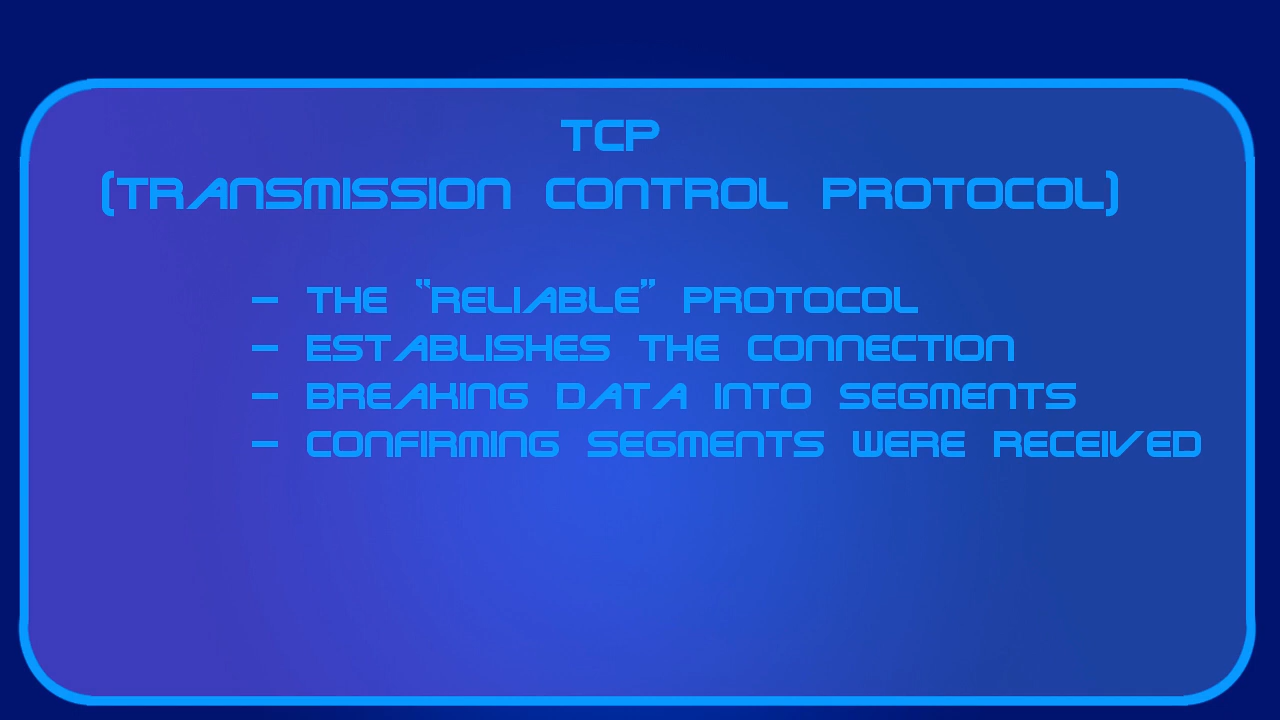 TCP
(TRANSMISSION CONTROL PROTOCOL)
- THE “RELIABLE” PROTOCOL
- ESTABLISHES THE CONNECTION
- BREAKING DATA INTO SEGMENTS
- CONFIRMING SEGMENTS WERE RECEIVED